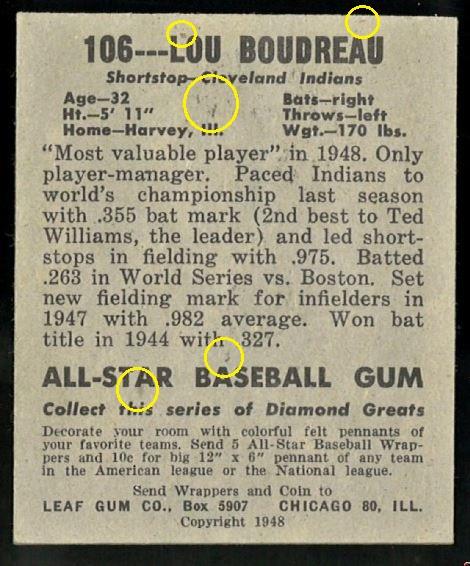 106---LOU BOUDREAU
Shortstop-Cleveland Indians
Age—32 Bats—right
Ht.—5' 11" Throws—left
Home—Harvey, Ill. Wgt.—170 lbs.
"Most valuable player" in 1948. Only
player-manager. Paced Indians to
world's championship last season
with .355 bat mark (2nd best to Ted
Williams, the leader) and led short-
stops in fielding with .975. Batted
.263 in World Series vs. Boston. Set
new fielding mark for infielders in
1947 with .982 average. Won bat
title in 1944 with .327.
ALL-STAR BASEBALL GUM
Collect this series of Diamond Greats
Decorate your room with colorful felt pennants of
your favorite teams. Send 5 All-Star Baseball Wrap-
pers and 10c for big 12" x 6" pennant of any team
in the American league or the National league.
Send Wrappers and Coin to
LEAF GUM CO., Box 5907 CHICAGO 80, ILL.
Copyright 1948